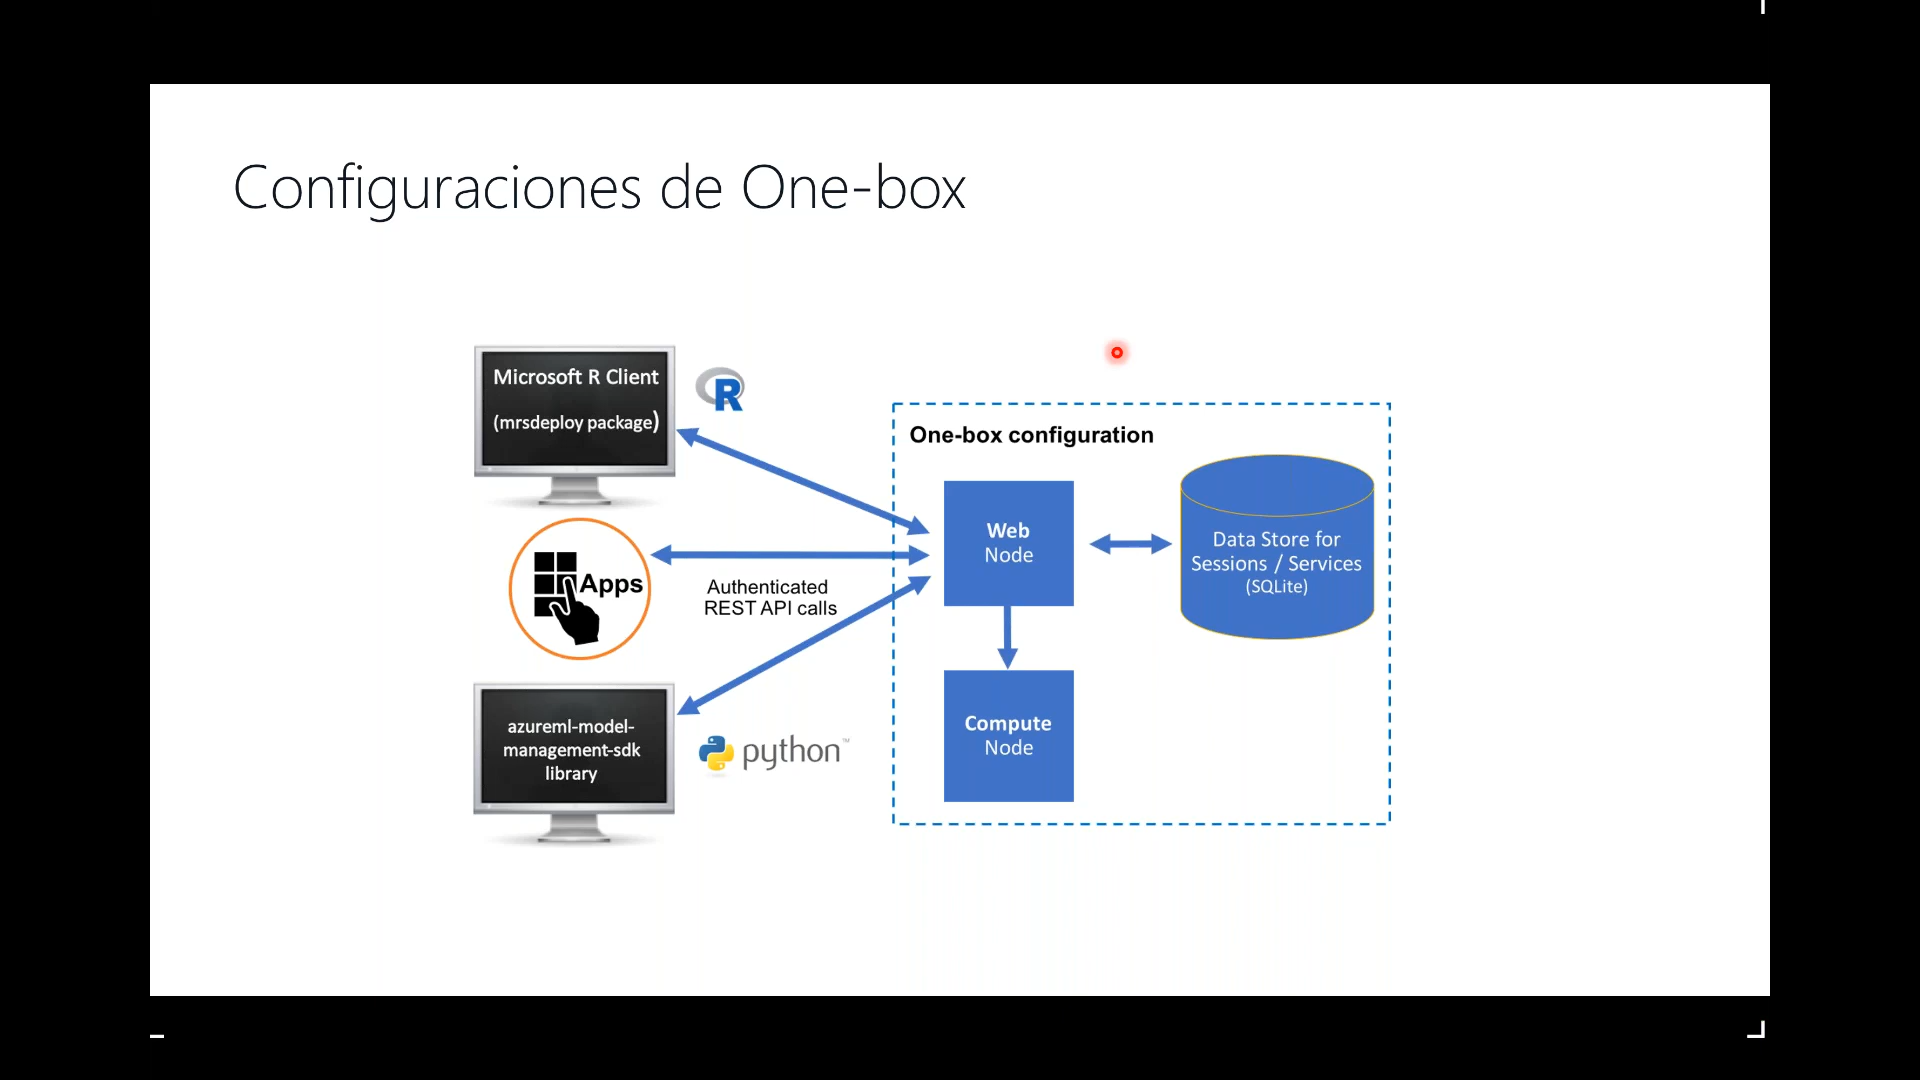 Configuraciones de One-box
Microsoft R Client
(mrsdeploy package)
R
One-box configuration
Web
Node
Data Store for
Sessions / Services
(SQLite)
Apps
Authenticated
REST API calls
Compute
Node
azureml-model-
management-sdk
library
python™